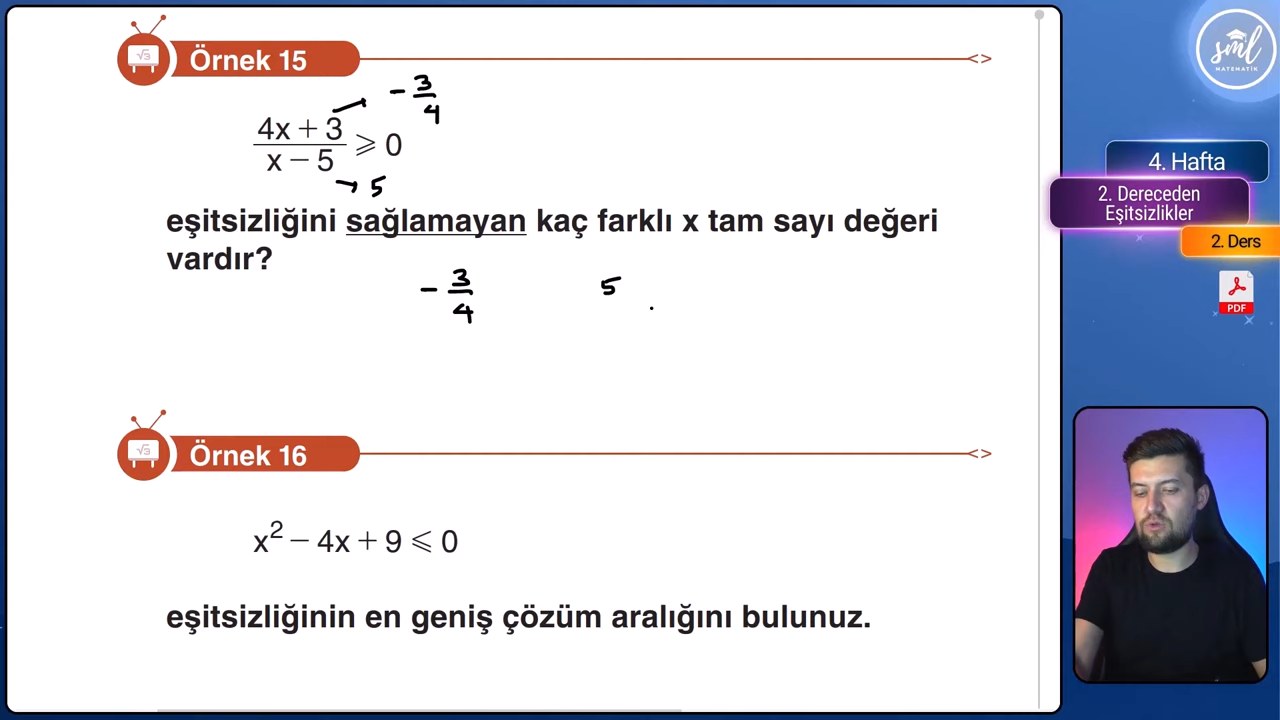 √3 Örnek 15
- 3/4
4x + 3
x – 5
⩾ 0
→ 5
eşitsizliğini sağlamayan kaç farklı x tam sayı değeri
vardır?
- 3/4 5
√3 Örnek 16
x² – 4x + 9 ⩽ 0
eşitsizliğinin en geniş çözüm aralığını bulunuz.
sml
MATEMATİK
4. Hafta
2. Dereceden
Eşitsizlikler
2. Ders
PDF